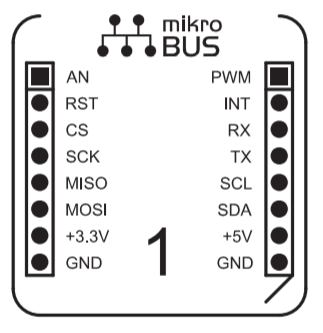 mikro
BUS
AN PWM
RST INT
CS RX
SCK TX
MISO SCL
MOSI SDA
+3.3V +5V
GND 1 GND